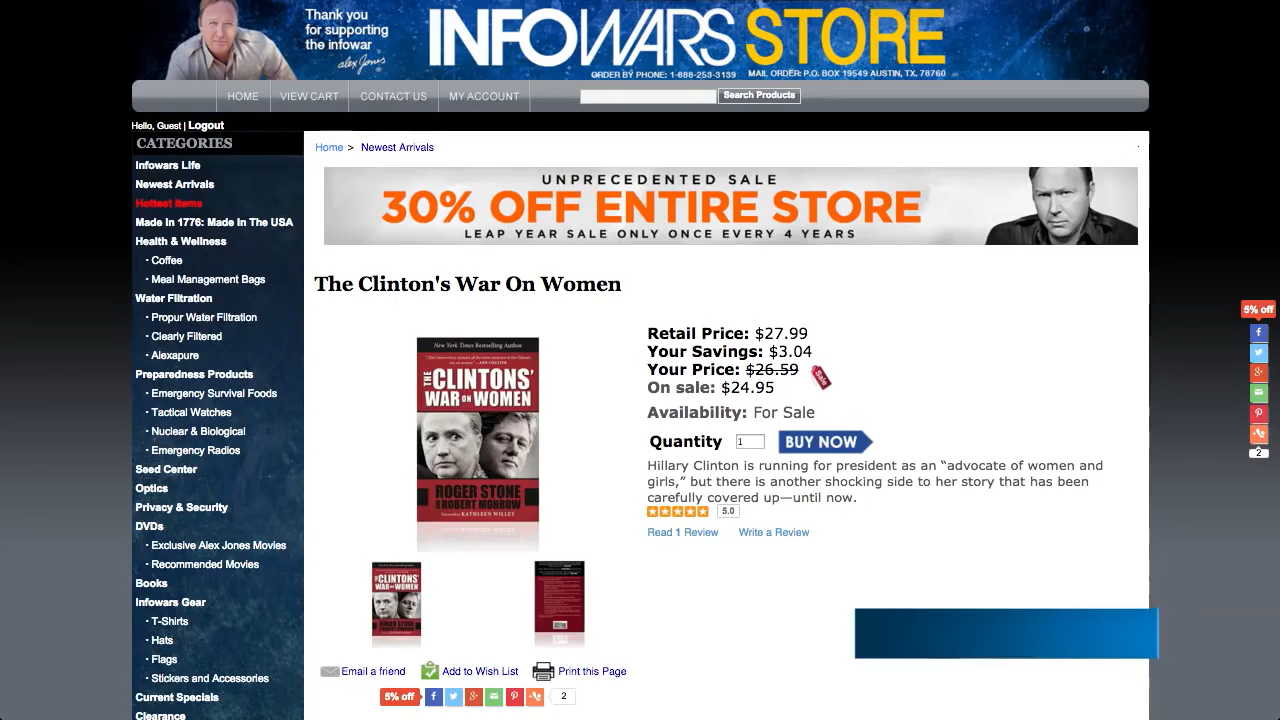 Thank you
for supporting
the infowar
alex Jones
INFOWARS STORE
ORDER BY PHONE: 1-888-253-3139 MAIL ORDER: P.O. BOX 19549 AUSTIN, TX. 78760
HOME VIEW CART CONTACT US MY ACCOUNT Search Products
Hello, Guest | Logout
CATEGORIES
Infowars Life
Newest Arrivals
Hottest Items
Made In 1776: Made In The USA
Health & Wellness
· Coffee
· Meal Management Bags
Water Filtration
· Propur Water Filtration
· Clearly Filtered
· Alexapure
Preparedness Products
· Emergency Survival Foods
· Tactical Watches
· Nuclear & Biological
· Emergency Radios
Seed Center
Optics
Privacy & Security
DVDs
· Exclusive Alex Jones Movies
· Recommended Movies
Books
Infowars Gear
· T-Shirts
· Hats
· Flags
· Stickers and Accessories
Current Specials
Clearance
Home > Newest Arrivals
UNPRECEDENTED SALE
30% OFF ENTIRE STORE
LEAP YEAR SALE ONLY ONCE EVERY 4 YEARS
The Clinton's War On Women
New York Times Bestselling Author
THE CLINTONS'
WAR ON WOMEN
ROGER STONE
AND ROBERT MORROW
Foreword by KATHLEEN WILLEY
Retail Price: $27.99
Your Savings: $3.04
Your Price: $26.59
Sale
On sale: $24.95
Availability: For Sale
Quantity 1 BUY NOW
Hillary Clinton is running for president as an “advocate of women and
girls,” but there is another shocking side to her story that has been
carefully covered up—until now.
5.0
Read 1 Review Write a Review
THE CLINTONS'
WAR ON WOMEN
ROGER STONE
Email a friend Add to Wish List Print this Page
5% off 2
5% off
2